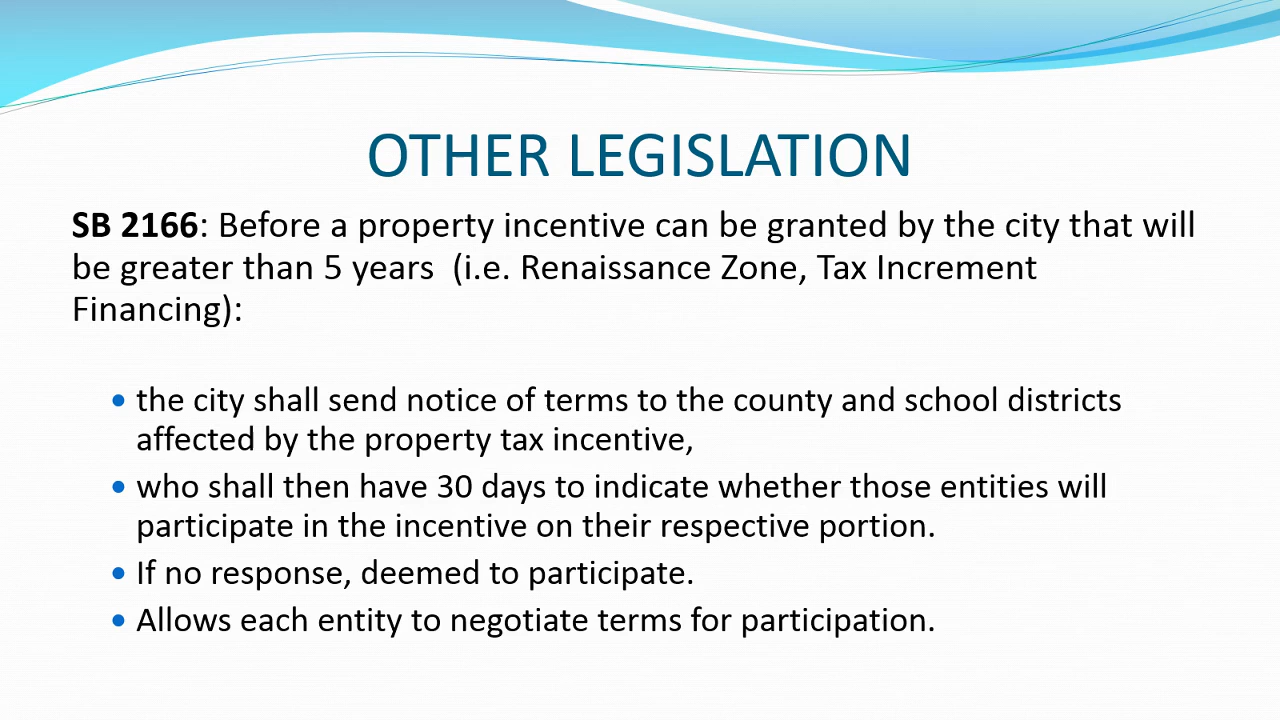 OTHER LEGISLATION
SB 2166: Before a property incentive can be granted by the city that will
be greater than 5 years  (i.e. Renaissance Zone, Tax Increment
Financing):
• the city shall send notice of terms to the county and school districts
affected by the property tax incentive,
• who shall then have 30 days to indicate whether those entities will
participate in the incentive on their respective portion.
• If no response, deemed to participate.
• Allows each entity to negotiate terms for participation.